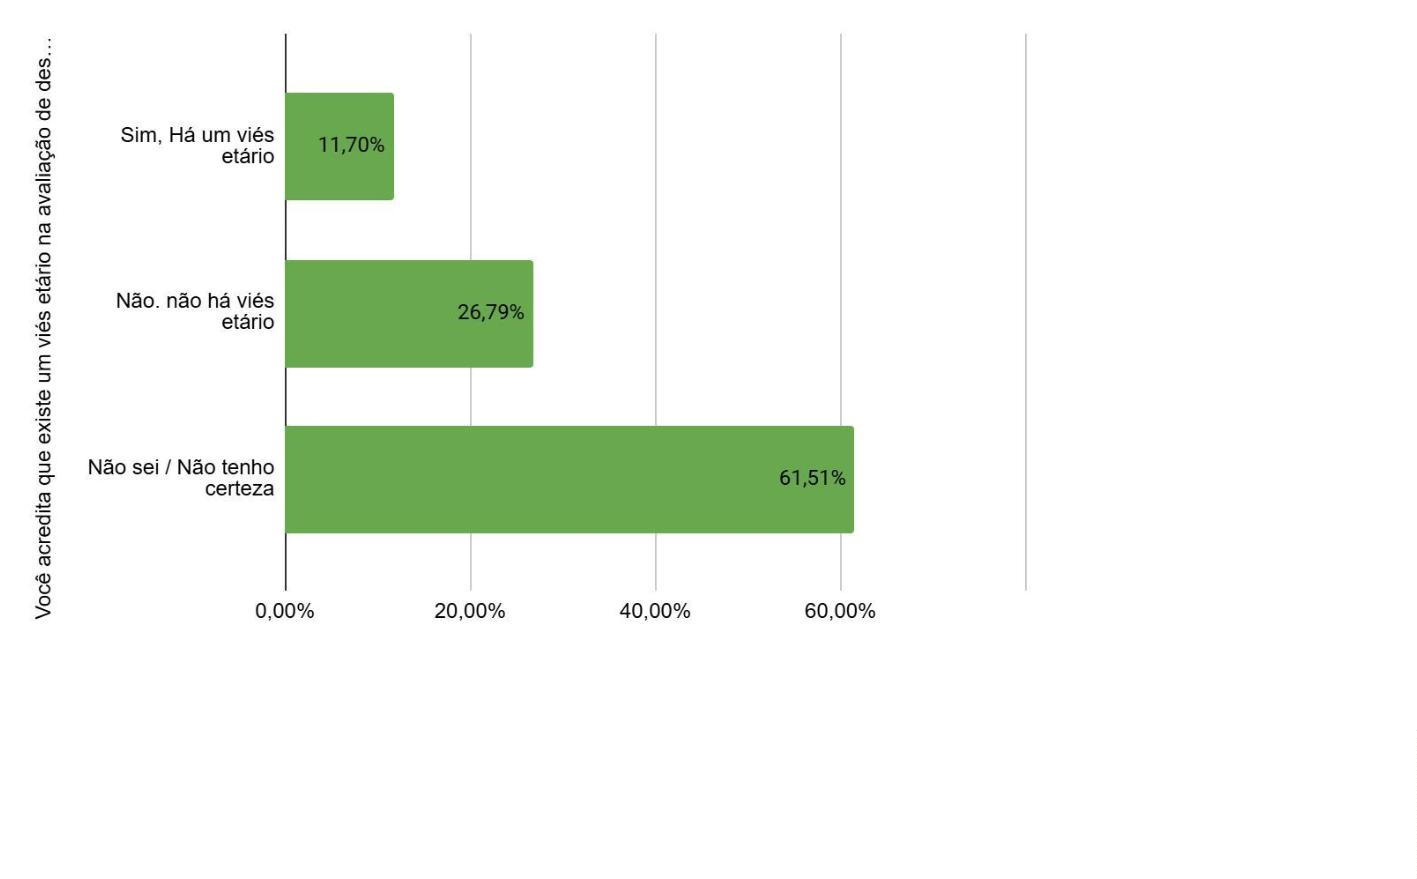 Você acredita que existe um viés etário na avaliação de des…
Sim, Há um viés
etário
11,70%
Não. não há viés
etário
26,79%
Não sei / Não tenho
certeza
61,51%
0,00%
20,00%
40,00%
60,00%